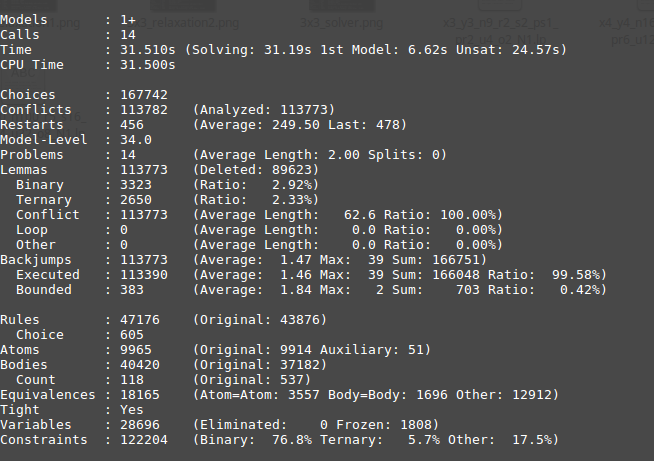 Models       : 1+
Calls        : 14
Time         : 31.510s (Solving: 31.19s 1st Model: 6.62s Unsat: 24.57s)
CPU Time     : 31.500s
Choices      : 167742
Conflicts    : 113782   (Analyzed: 113773)
Restarts     : 456      (Average: 249.50 Last: 478)
Model-Level  : 34.0
Problems     : 14       (Average Length: 2.00 Splits: 0)
Lemmas       : 113773   (Deleted: 89623)
  Binary     : 3323     (Ratio:   2.92%)
  Ternary    : 2650     (Ratio:   2.33%)
  Conflict   : 113773   (Average Length:   62.6 Ratio: 100.00%)
  Loop       : 0        (Average Length:    0.0 Ratio:   0.00%)
  Other      : 0        (Average Length:    0.0 Ratio:   0.00%)
Backjumps    : 113773   (Average:  1.47 Max:  39 Sum: 166751)
  Executed   : 113390   (Average:  1.46 Max:  39 Sum: 166048 Ratio:  99.58%)
  Bounded    : 383      (Average:  1.84 Max:   2 Sum:    703 Ratio:   0.42%)
Rules        : 47176    (Original: 43876)
  Choice     : 605
Atoms        : 9965     (Original: 9914 Auxiliary: 51)
Bodies       : 40420    (Original: 37182)
  Count      : 118      (Original: 537)
Equivalences : 18165    (Atom=Atom: 3557 Body=Body: 1696 Other: 12912)
Tight        : Yes
Variables    : 28696    (Eliminated:    0 Frozen: 1808)
Constraints  : 122204   (Binary:  76.8% Ternary:   5.7% Other:  17.5%)
3x3_solver.png